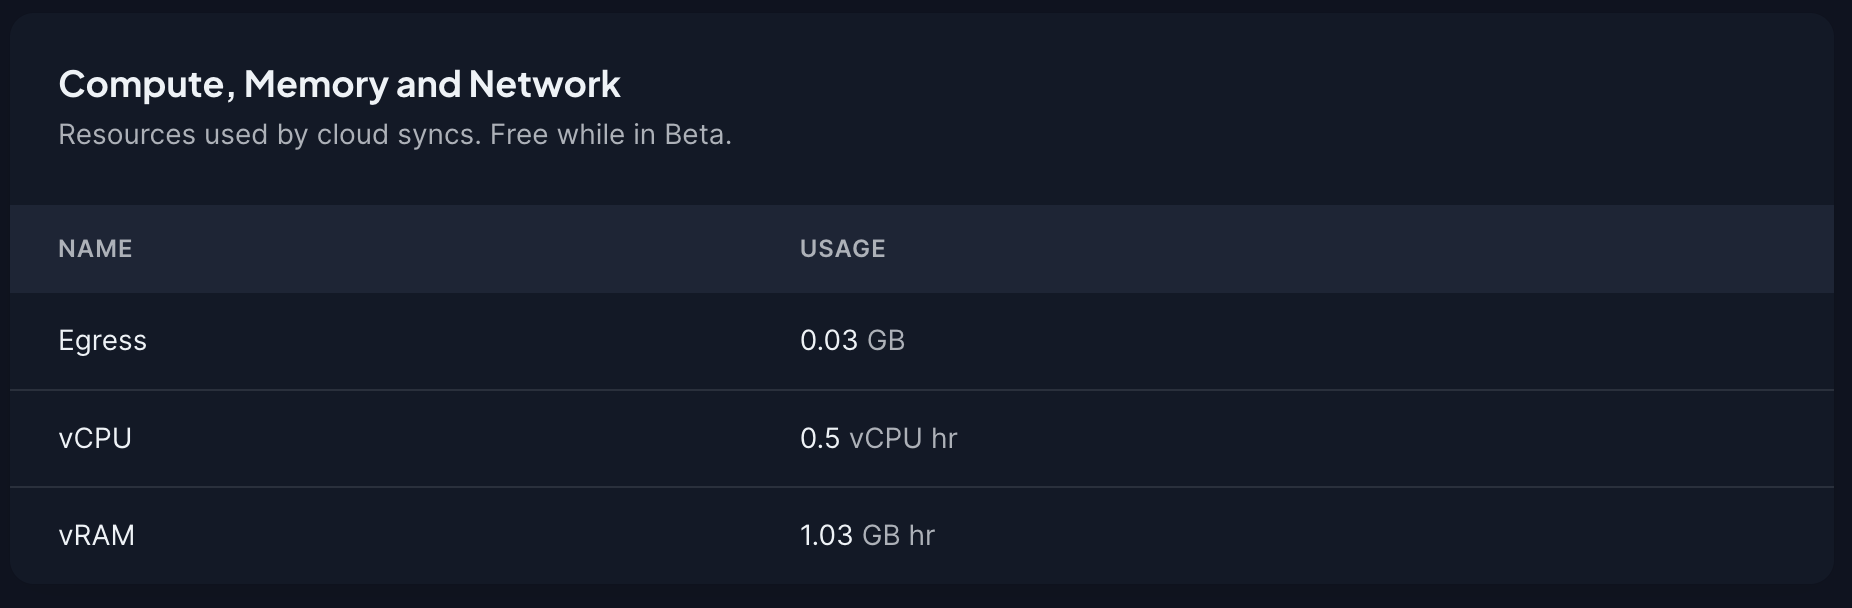 Compute, Memory and Network
Resources used by cloud syncs. Free while in Beta.
NAME USAGE
Egress 0.03 GB
vCPU 0.5 vCPU hr
vRAM 1.03 GB hr